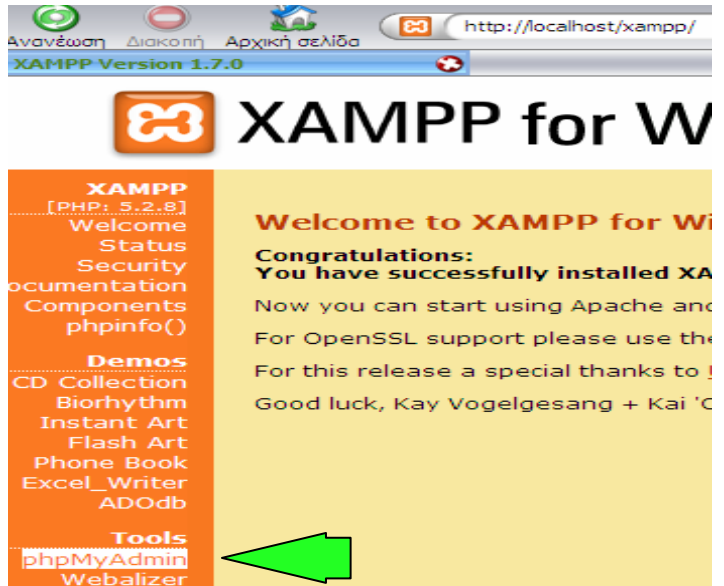 Ανανέωση Διακοπή Αρχική σελίδα http://localhost/xampp/
XAMPP Version 1.7.0
XAMPP for W
XAMPP
[PHP: 5.2.8]
Welcome
Status
Security
ocumentation
Components
phpinfo()
Demos
CD Collection
Biorhythm
Instant Art
Flash Art
Phone Book
Excel_Writer
ADOdb
Tools
phpMyAdmin
Webalizer
Welcome to XAMPP for Wi
Congratulations:
You have successfully installed XA
Now you can start using Apache and
For OpenSSL support please use the
For this release a special thanks to
Good luck, Kay Vogelgesang + Kai 'O